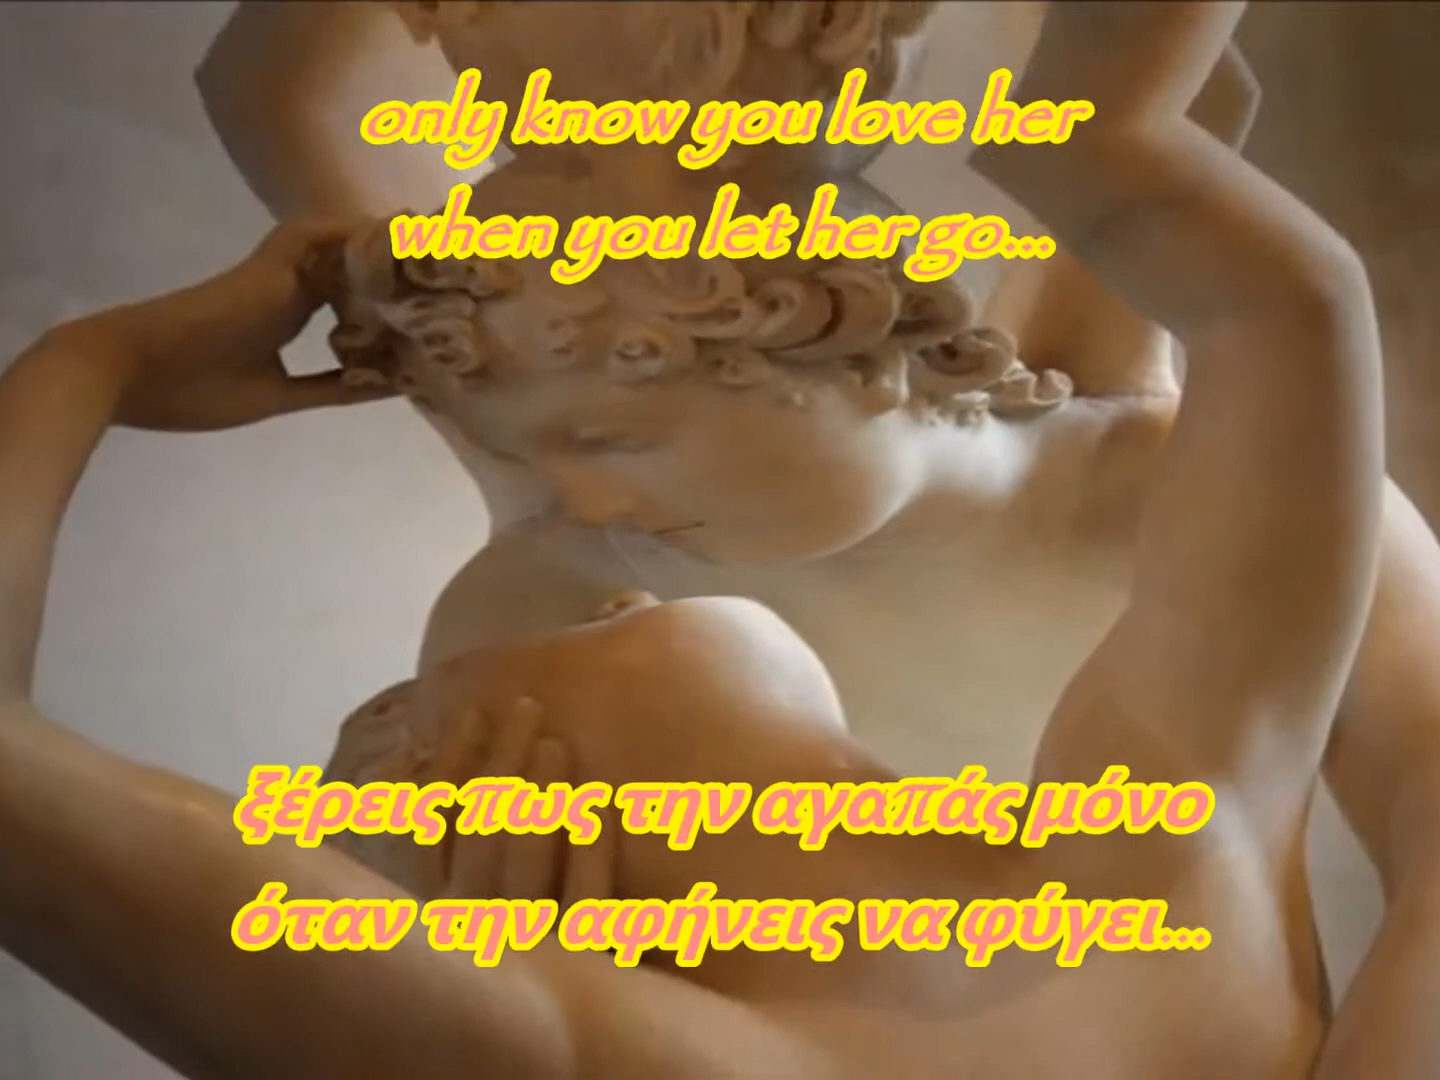 only know you love her
when you let her go...
ξέρεις πως την αγαπάς μόνο
όταν την αφήνεις να φύγει...